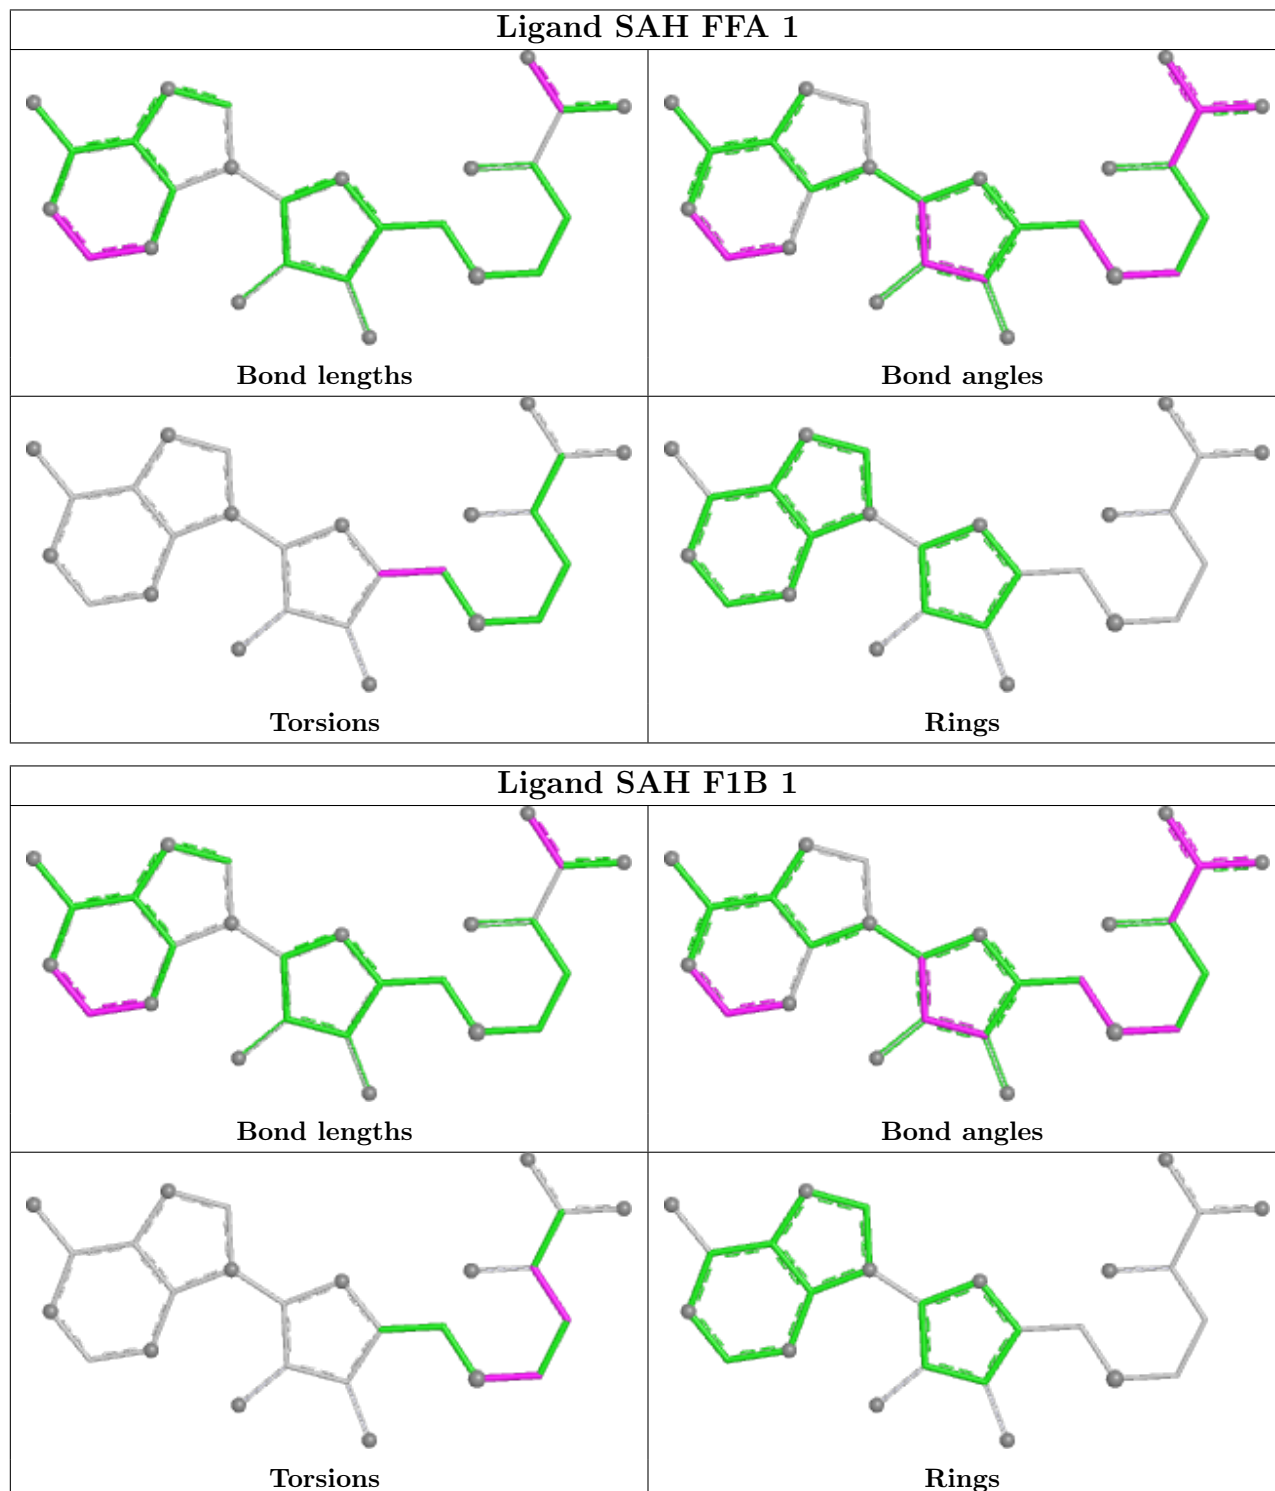 Ligand SAH FFA 1
Bond lengths
Bond angles
Torsions
Rings
Ligand SAH F1B 1
Bond lengths
Bond angles
Torsions
Rings